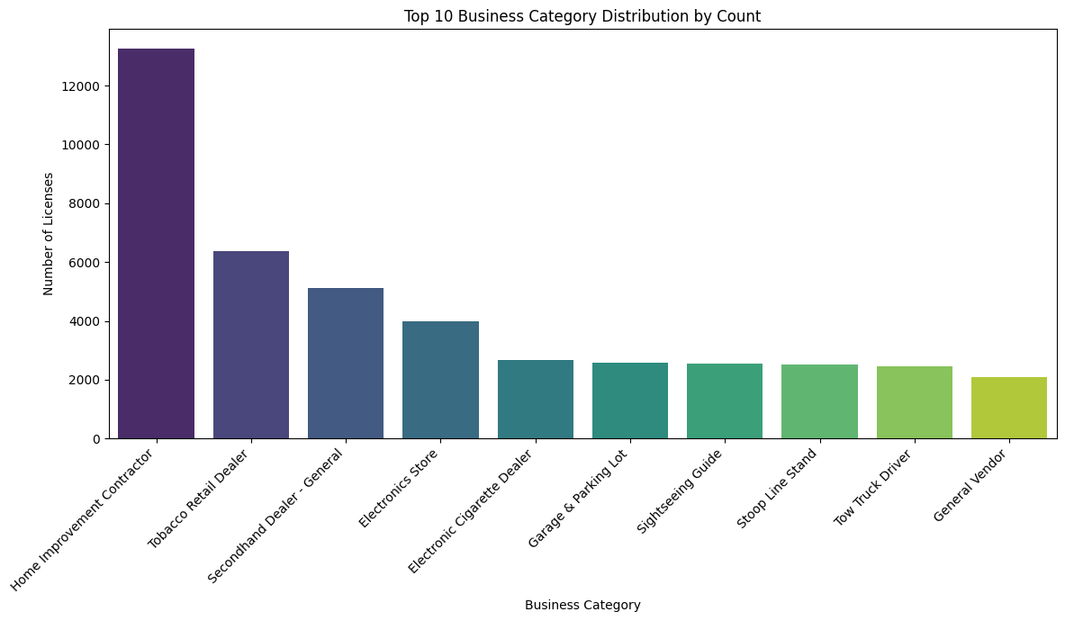 Top 10 Business Category Distribution by Count
Number of Licenses
12000
10000
8000
6000
4000
2000
0
Home Improvement Contractor
Tobacco Retail Dealer
Secondhand Dealer - General
Electronics Store
Electronic Cigarette Dealer
Garage & Parking Lot
Sightseeing Guide
Stoop Line Stand
Tow Truck Driver
General Vendor
Business Category